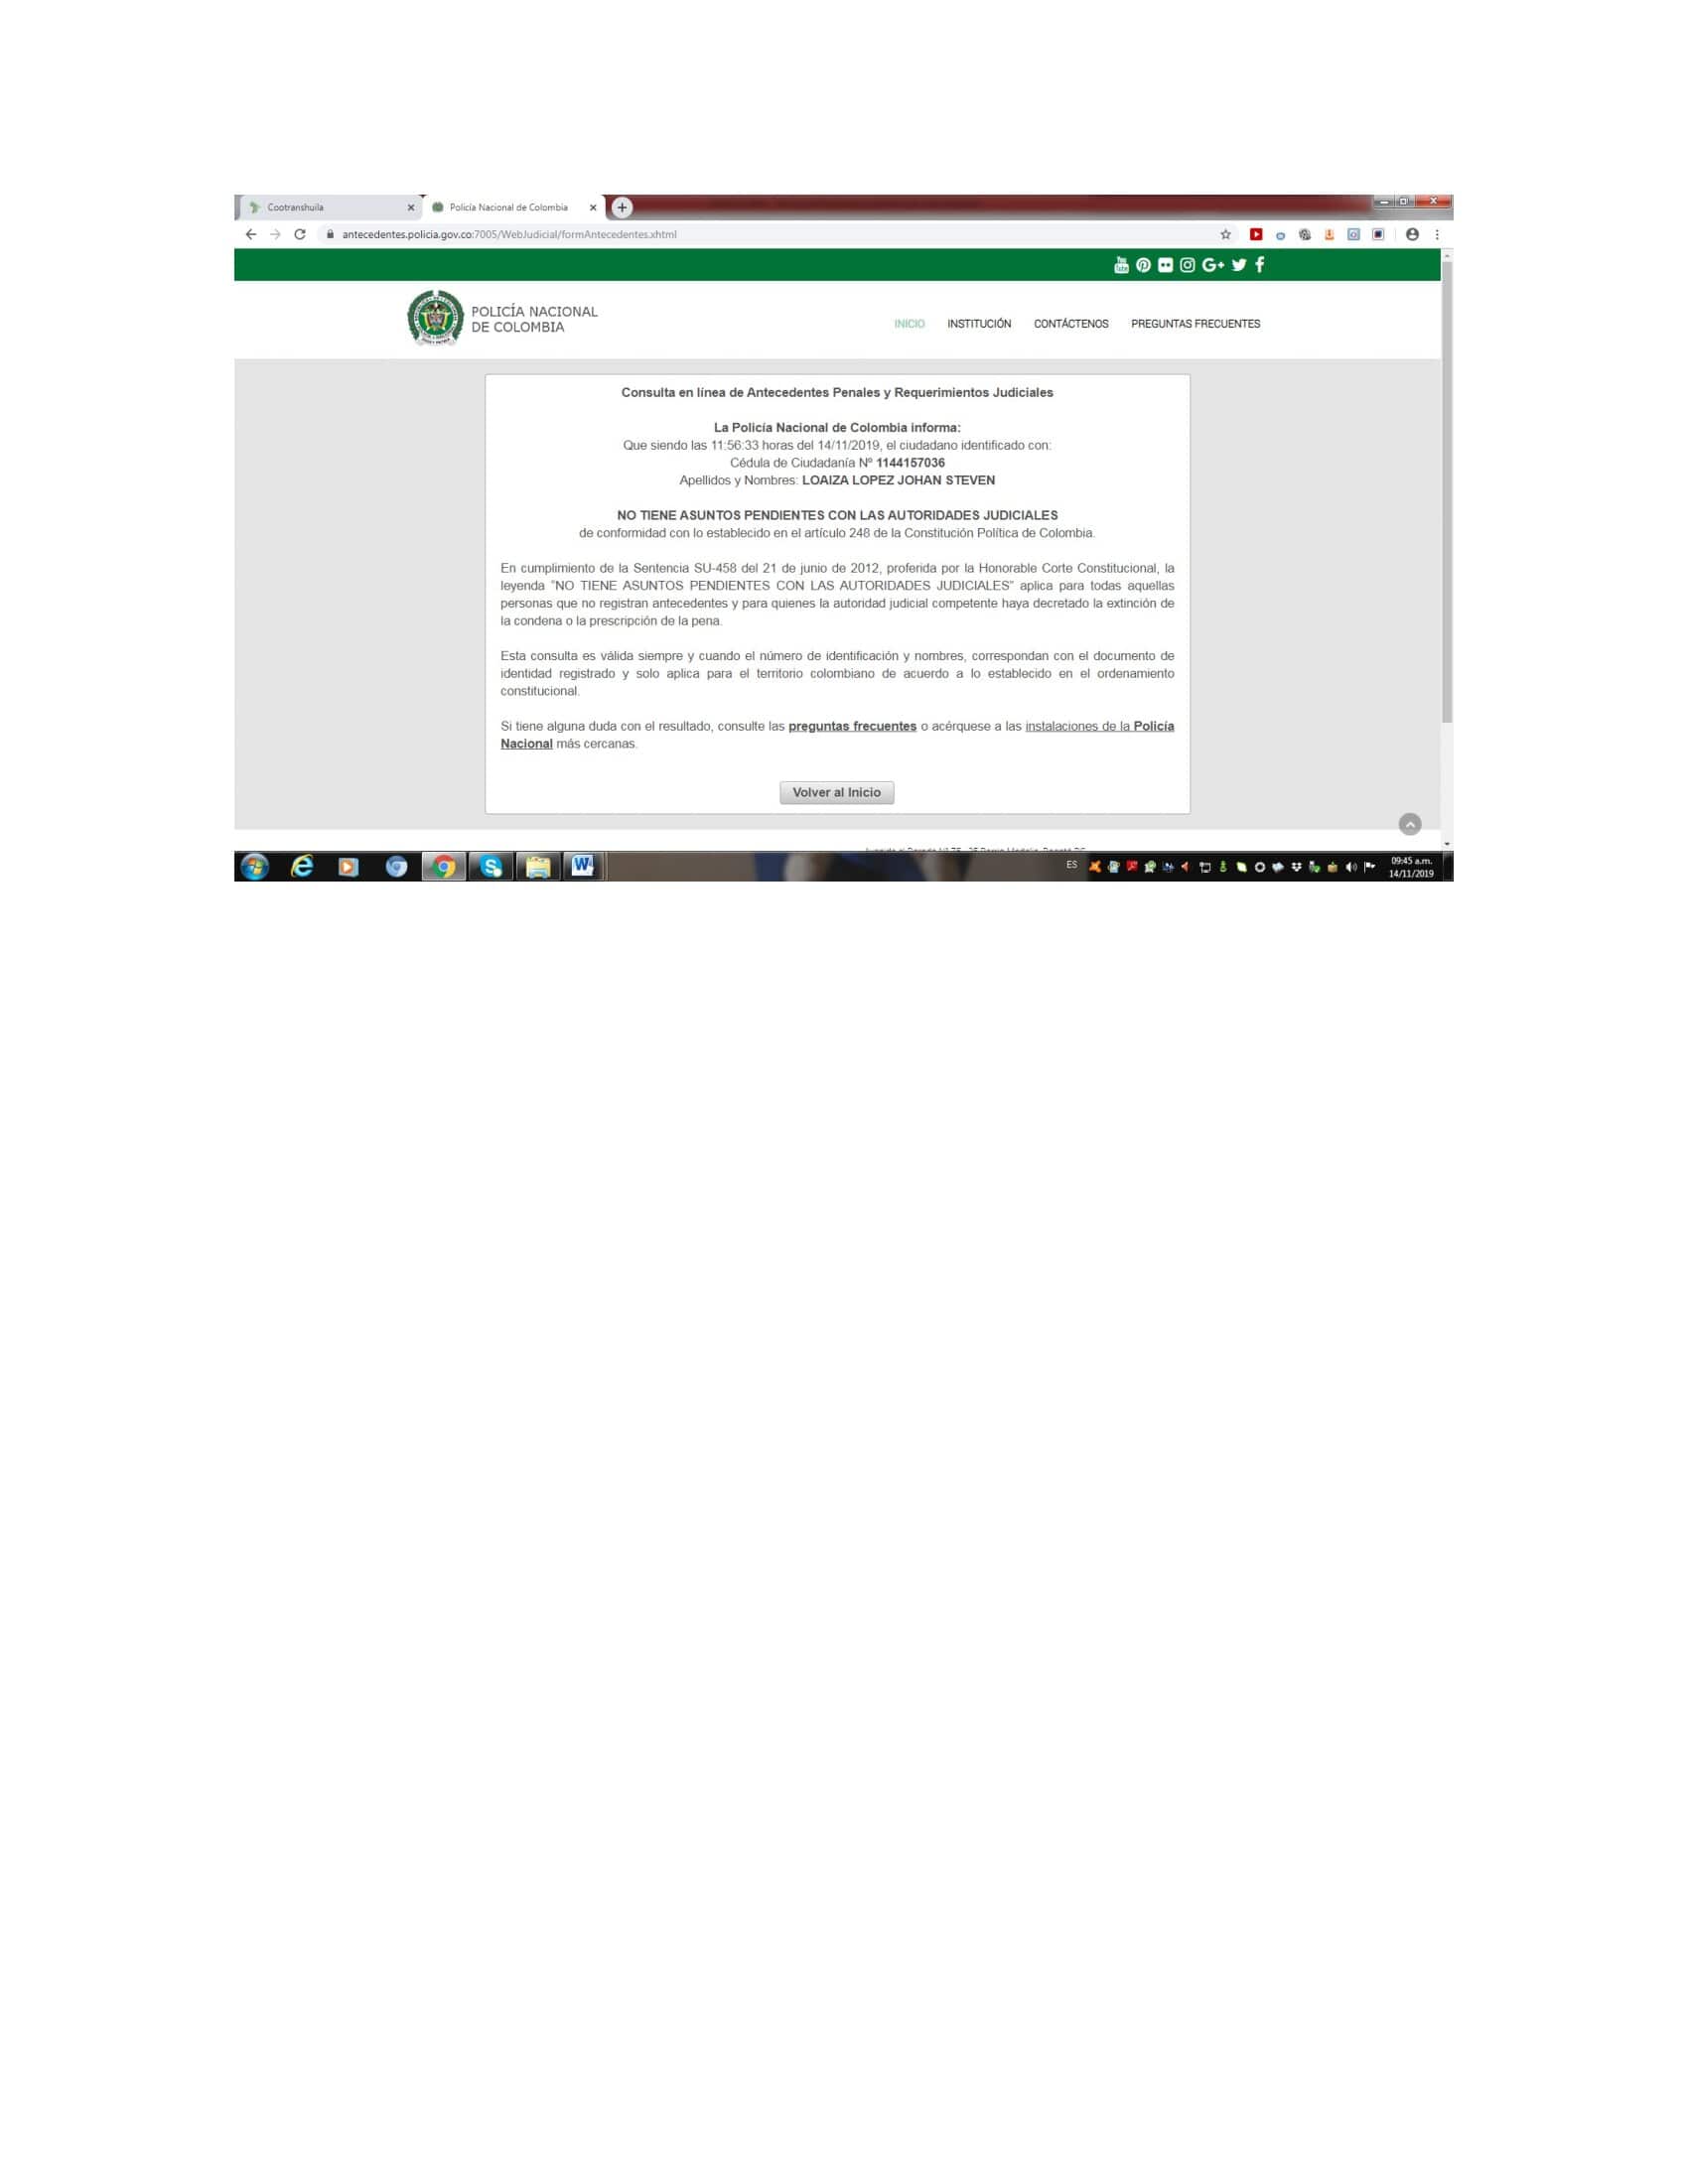 Cootranshuila
Policía Nacional de Colombia
antecedentes.policia.gov.co:7005/WebJudicial/formAntecedentes.xhtml
POLICÍA NACIONAL
DE COLOMBIA
INICIO INSTITUCIÓN CONTÁCTENOS PREGUNTAS FRECUENTES
Consulta en línea de Antecedentes Penales y Requerimientos Judiciales
La Policía Nacional de Colombia informa:
Que siendo las 11:56:33 horas del 14/11/2019, el ciudadano identificado con:
Cédula de Ciudadanía Nº 1144157036
Apellidos y Nombres: LOAIZA LOPEZ JOHAN STEVEN
NO TIENE ASUNTOS PENDIENTES CON LAS AUTORIDADES JUDICIALES
de conformidad con lo establecido en el artículo 248 de la Constitución Política de Colombia.
En cumplimiento de la Sentencia SU-458 del 21 de junio de 2012, proferida por la Honorable Corte Constitucional, la
leyenda "NO TIENE ASUNTOS PENDIENTES CON LAS AUTORIDADES JUDICIALES" aplica para todas aquellas
personas que no registran antecedentes y para quienes la autoridad judicial competente haya decretado la extinción de
la condena o la prescripción de la pena.
Esta consulta es válida siempre y cuando el número de identificación y nombres, correspondan con el documento de
identidad registrado y solo aplica para el territorio colombiano de acuerdo a lo establecido en el ordenamiento
constitucional.
Si tiene alguna duda con el resultado, consulte las preguntas frecuentes o acérquese a las instalaciones de la Policía
Nacional más cercanas.
Volver al Inicio
ES
09:45 a.m.
14/11/2019